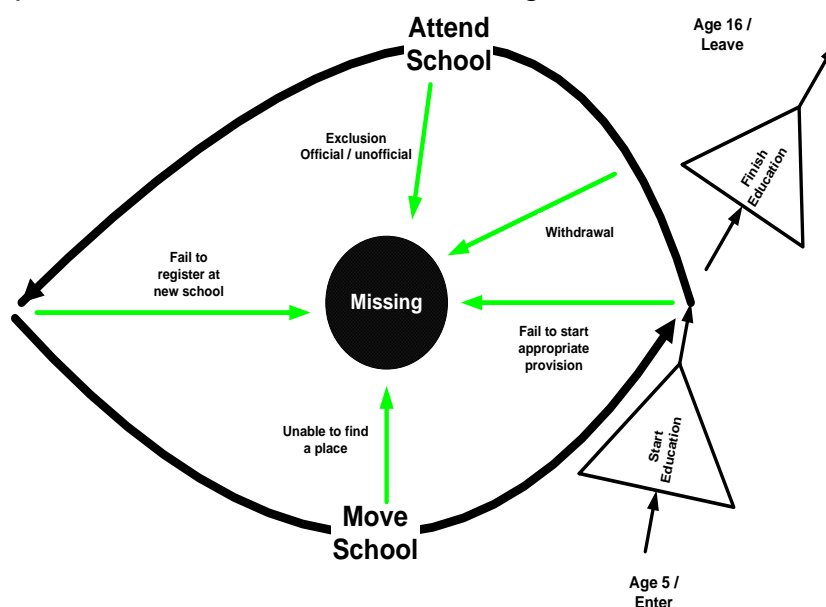 Attend
School
Age 16 /
Leave
Exclusion
Official / unofficial
Finish
Education
Withdrawal
Fail to
register at
new school
Missing
Fail to start
appropriate
provision
Unable to find
a place
Start
Education
Move
School
Age 5 /
Enter